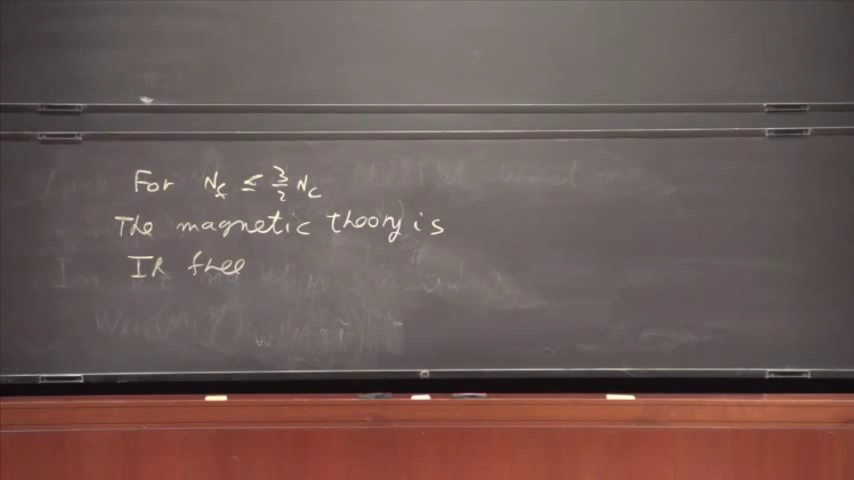 For N_f ≤ 3/2 N_c
The magnetic theory is
IR free